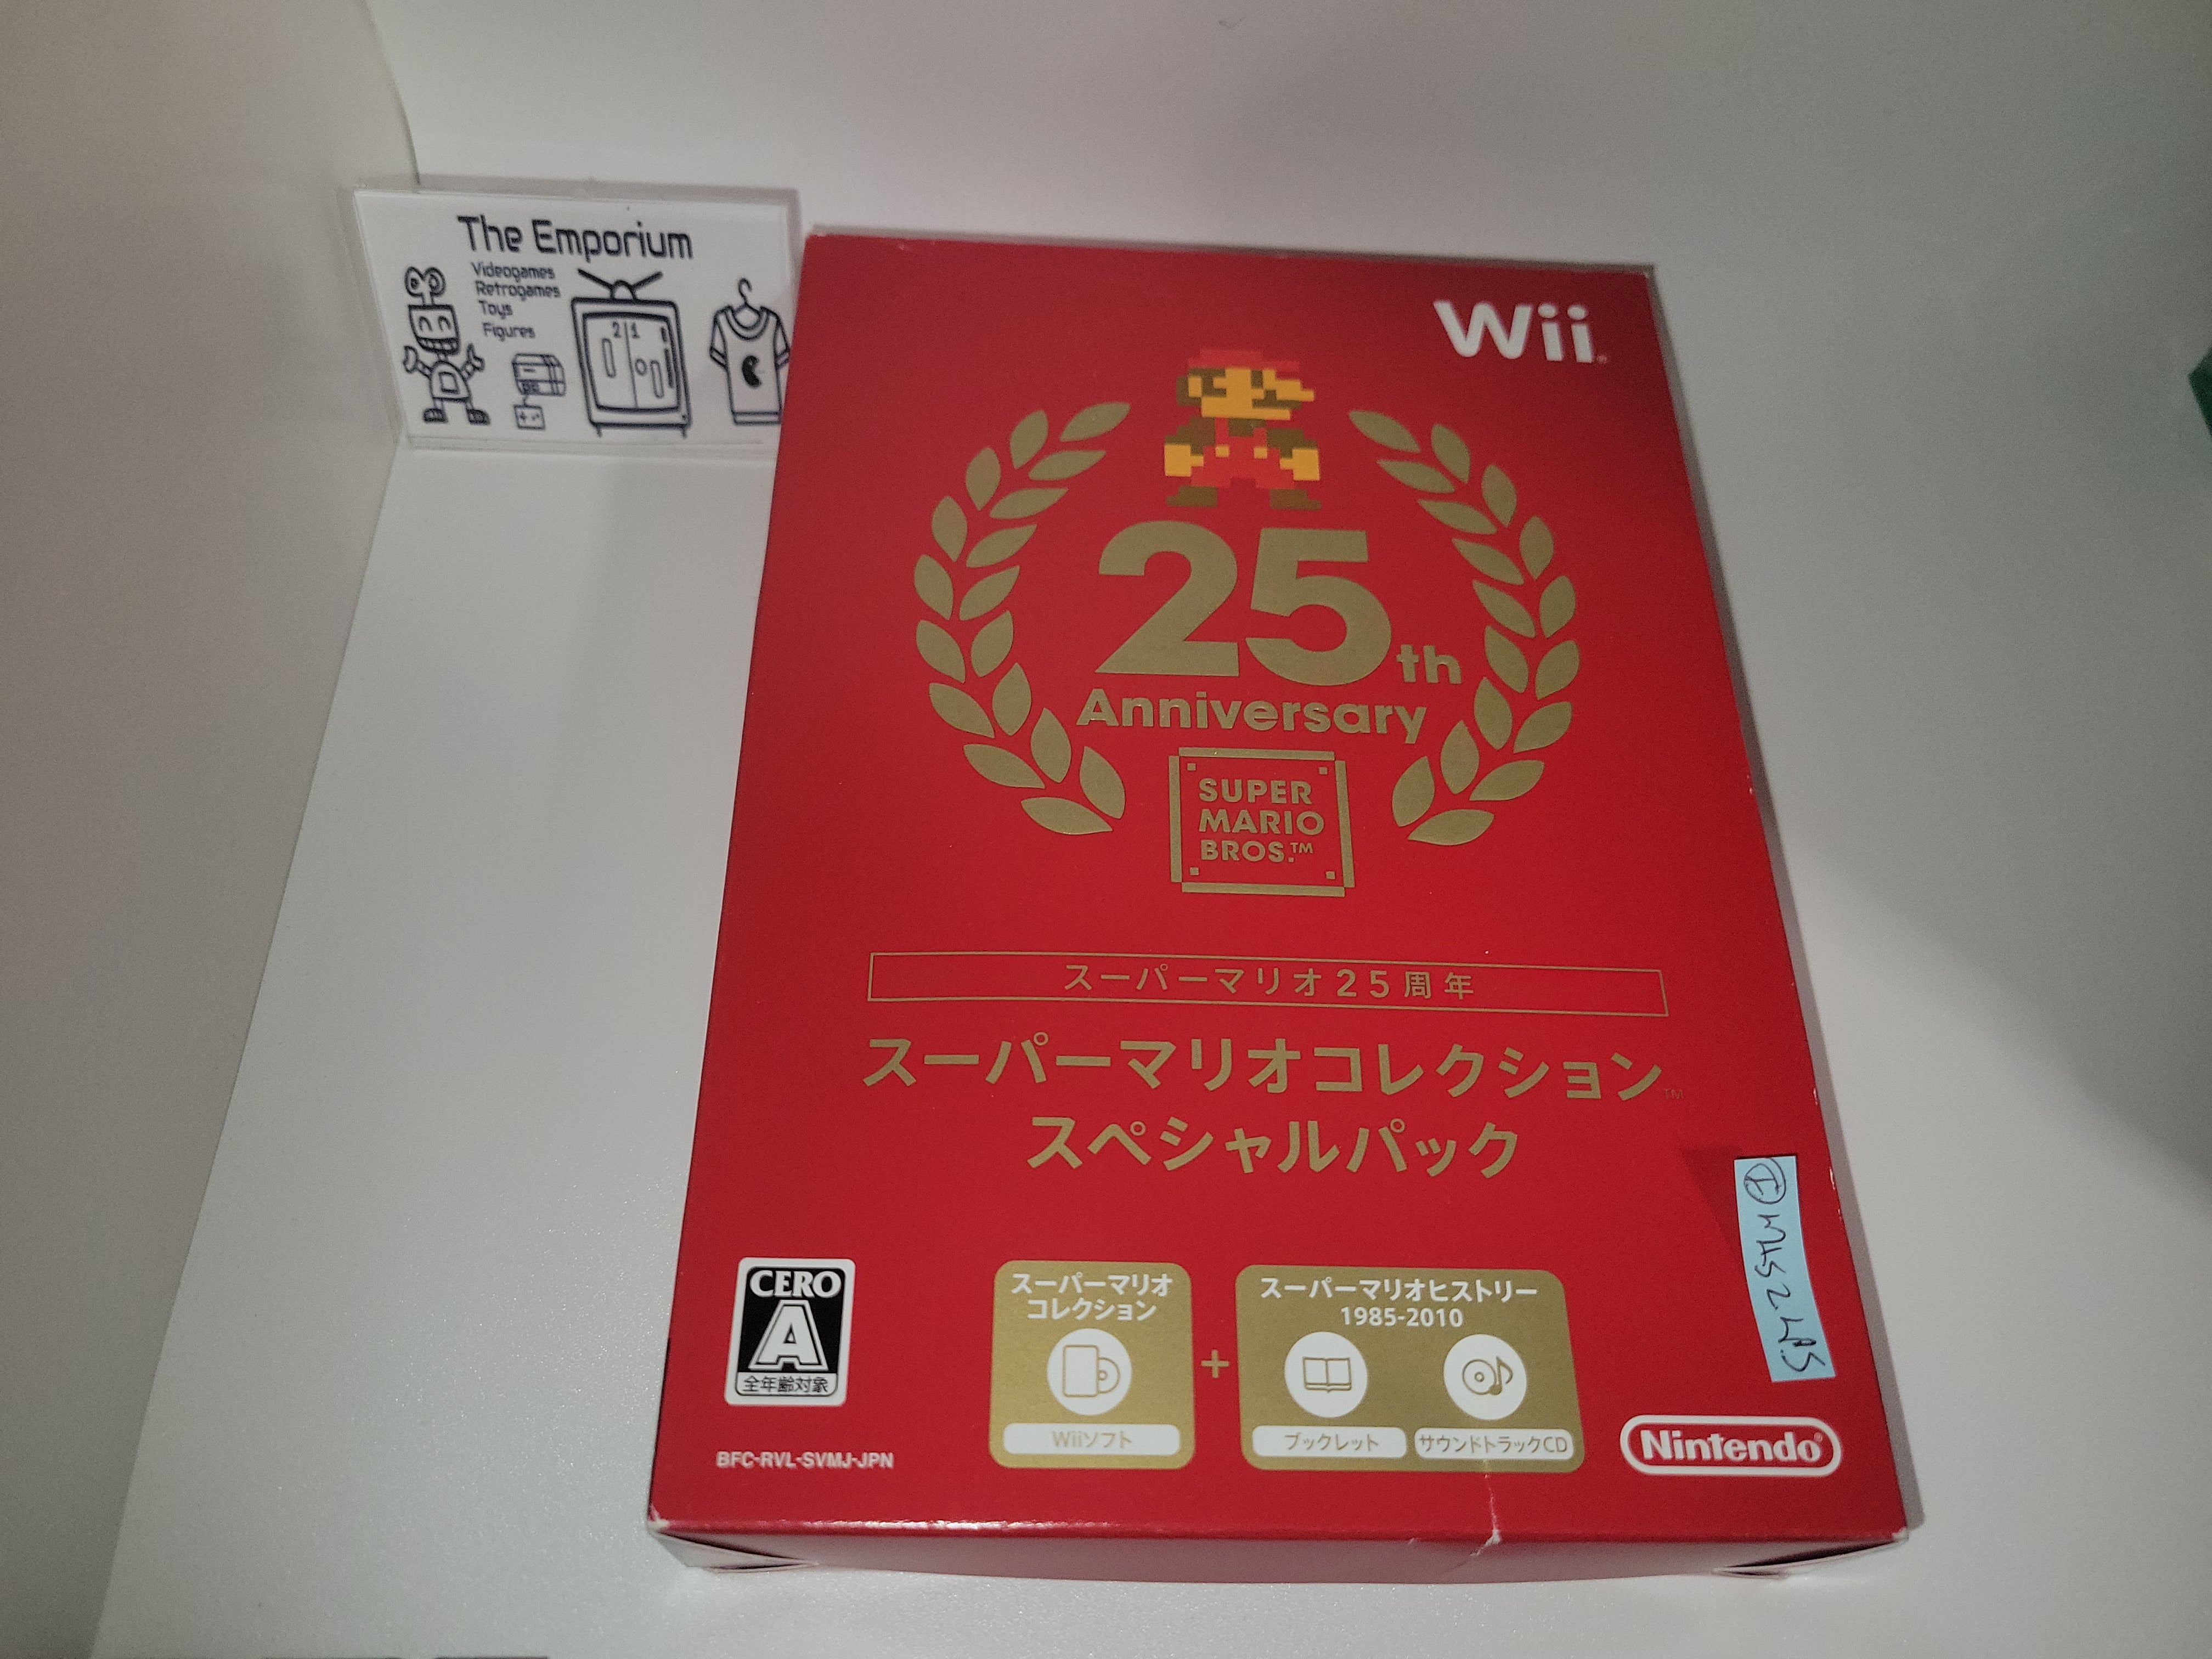 The Emporium
Videogames
Retrogames
Toys
Figures
2 1
Wii
25th
Anniversary
SUPER
MARIO
BROS.™
スーパーマリオ25周年
スーパーマリオコレクション™
スペシャルパック
CERO
A
全年齢対象
スーパーマリオ
コレクション
Wiiソフト
+
スーパーマリオヒストリー
1985-2010
ブックレット
サウンドトラックCD
BFC-RVL-SVMJ-JPN
Nintendo®